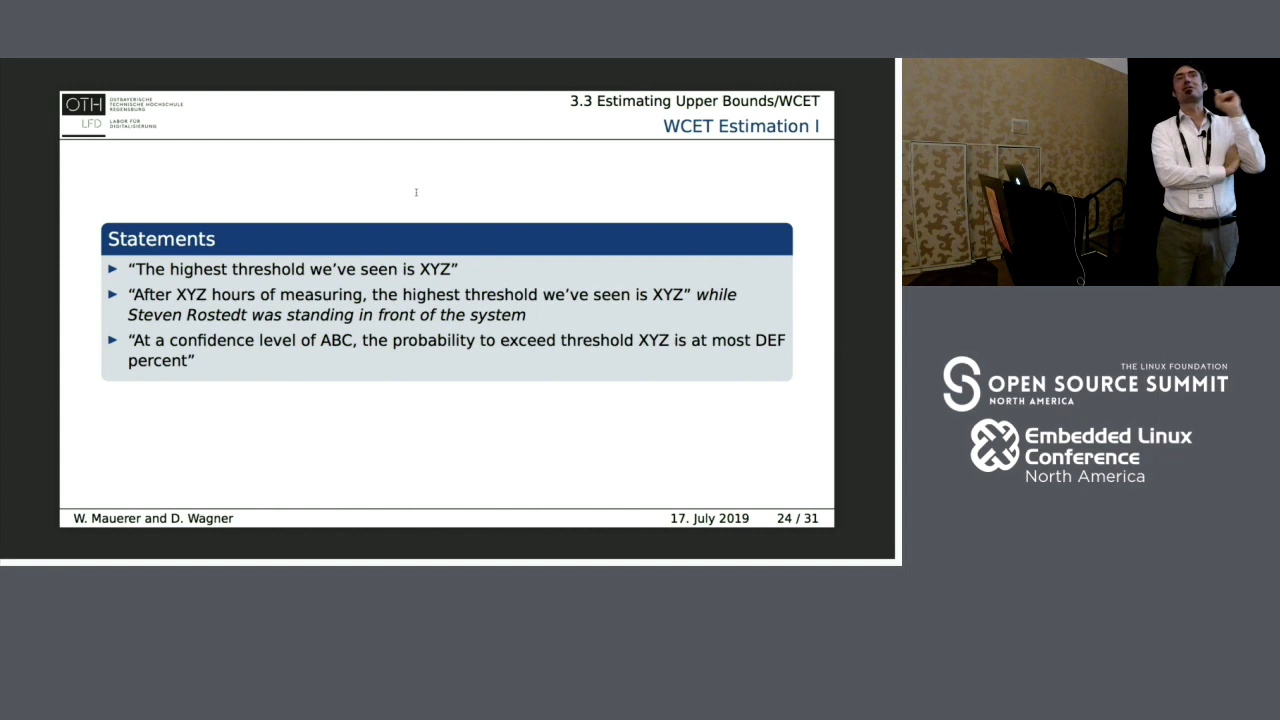 OTH
OSTBAYERISCHE
TECHNISCHE HOCHSCHULE
REGENSBURG
LFD
LABOR FÜR
DIGITALISIERUNG
3.3 Estimating Upper Bounds/WCET
WCET Estimation I
Statements
“The highest threshold we’ve seen is XYZ”
“After XYZ hours of measuring, the highest threshold we’ve seen is XYZ” while
Steven Rostedt was standing in front of the system
“At a confidence level of ABC, the probability to exceed threshold XYZ is at most DEF
percent”
W. Mauerer and D. Wagner
17. July 2019
24 / 31
THE LINUX FOUNDATION
OPEN SOURCE SUMMIT
NORTH AMERICA
Embedded Linux
Conference
North America